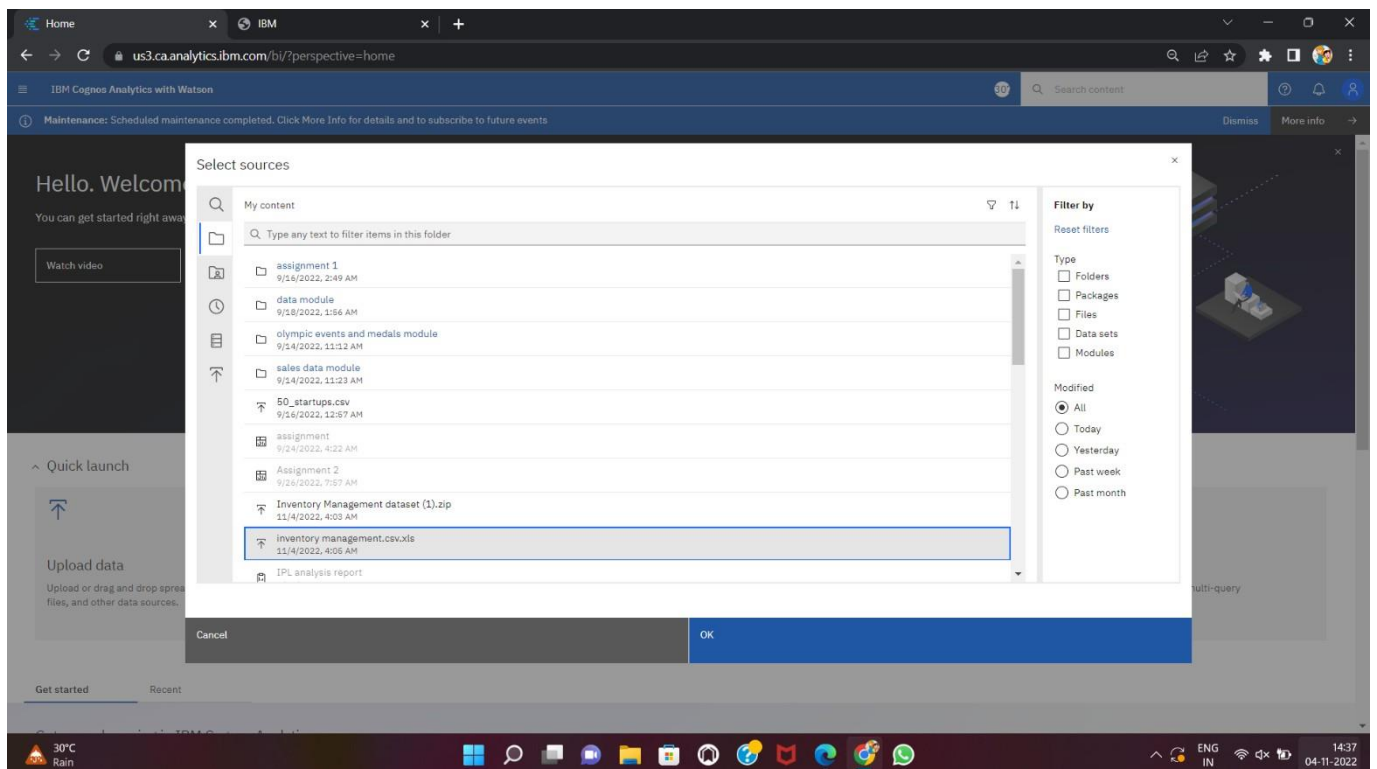 Home
IBM
us3.ca.analytics.ibm.com/bi/?perspective=home
IBM Cognos Analytics with Watson
30
Search content
Maintenance: Scheduled maintenance completed. Click More Info for details and to subscribe to future events
Dismiss
More info
Hello. Welcom
You can get started right away
Watch video
Select sources
My content
Type any text to filter items in this folder
assignment 1
9/16/2022, 2:49 AM
data module
9/18/2022, 1:56 AM
olympic events and medals module
9/14/2022, 11:12 AM
sales data module
9/14/2022, 11:23 AM
50_startups.csv
9/16/2022, 12:57 AM
assignment
9/24/2022, 4:22 AM
Assignment 2
9/26/2022, 7:57 AM
Inventory Management dataset (1).zip
11/4/2022, 4:03 AM
inventory management.csv.xls
11/4/2022, 4:05 AM
IPL analysis report
Filter by
Reset filters
Type
Folders
Packages
Files
Data sets
Modules
Modified
All
Today
Yesterday
Past week
Past month
Cancel
OK
Quick launch
Upload data
Upload or drag and drop sprea
files, and other data sources.
multi-query
Get started
Recent
30°C
Rain
ENG
IN
14:37
04-11-2022